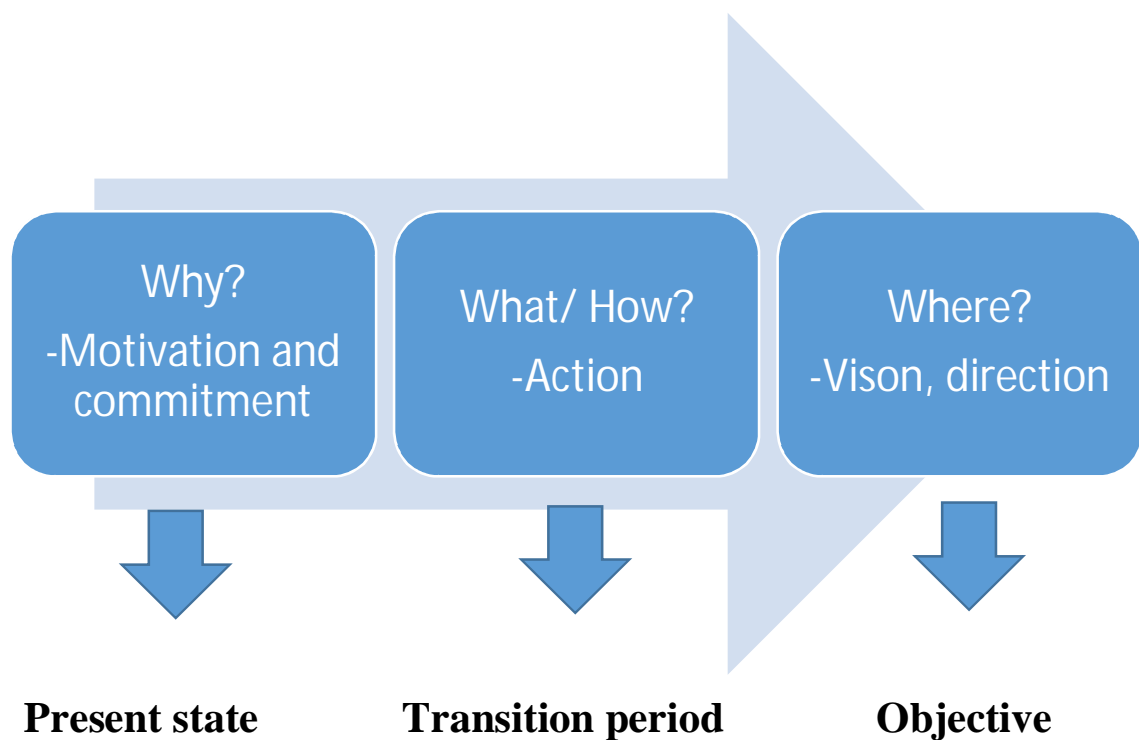 Why?
-Motivation and
commitment
What/ How?
-Action
Where?
-Vison, direction
Present state
Transition period
Objective